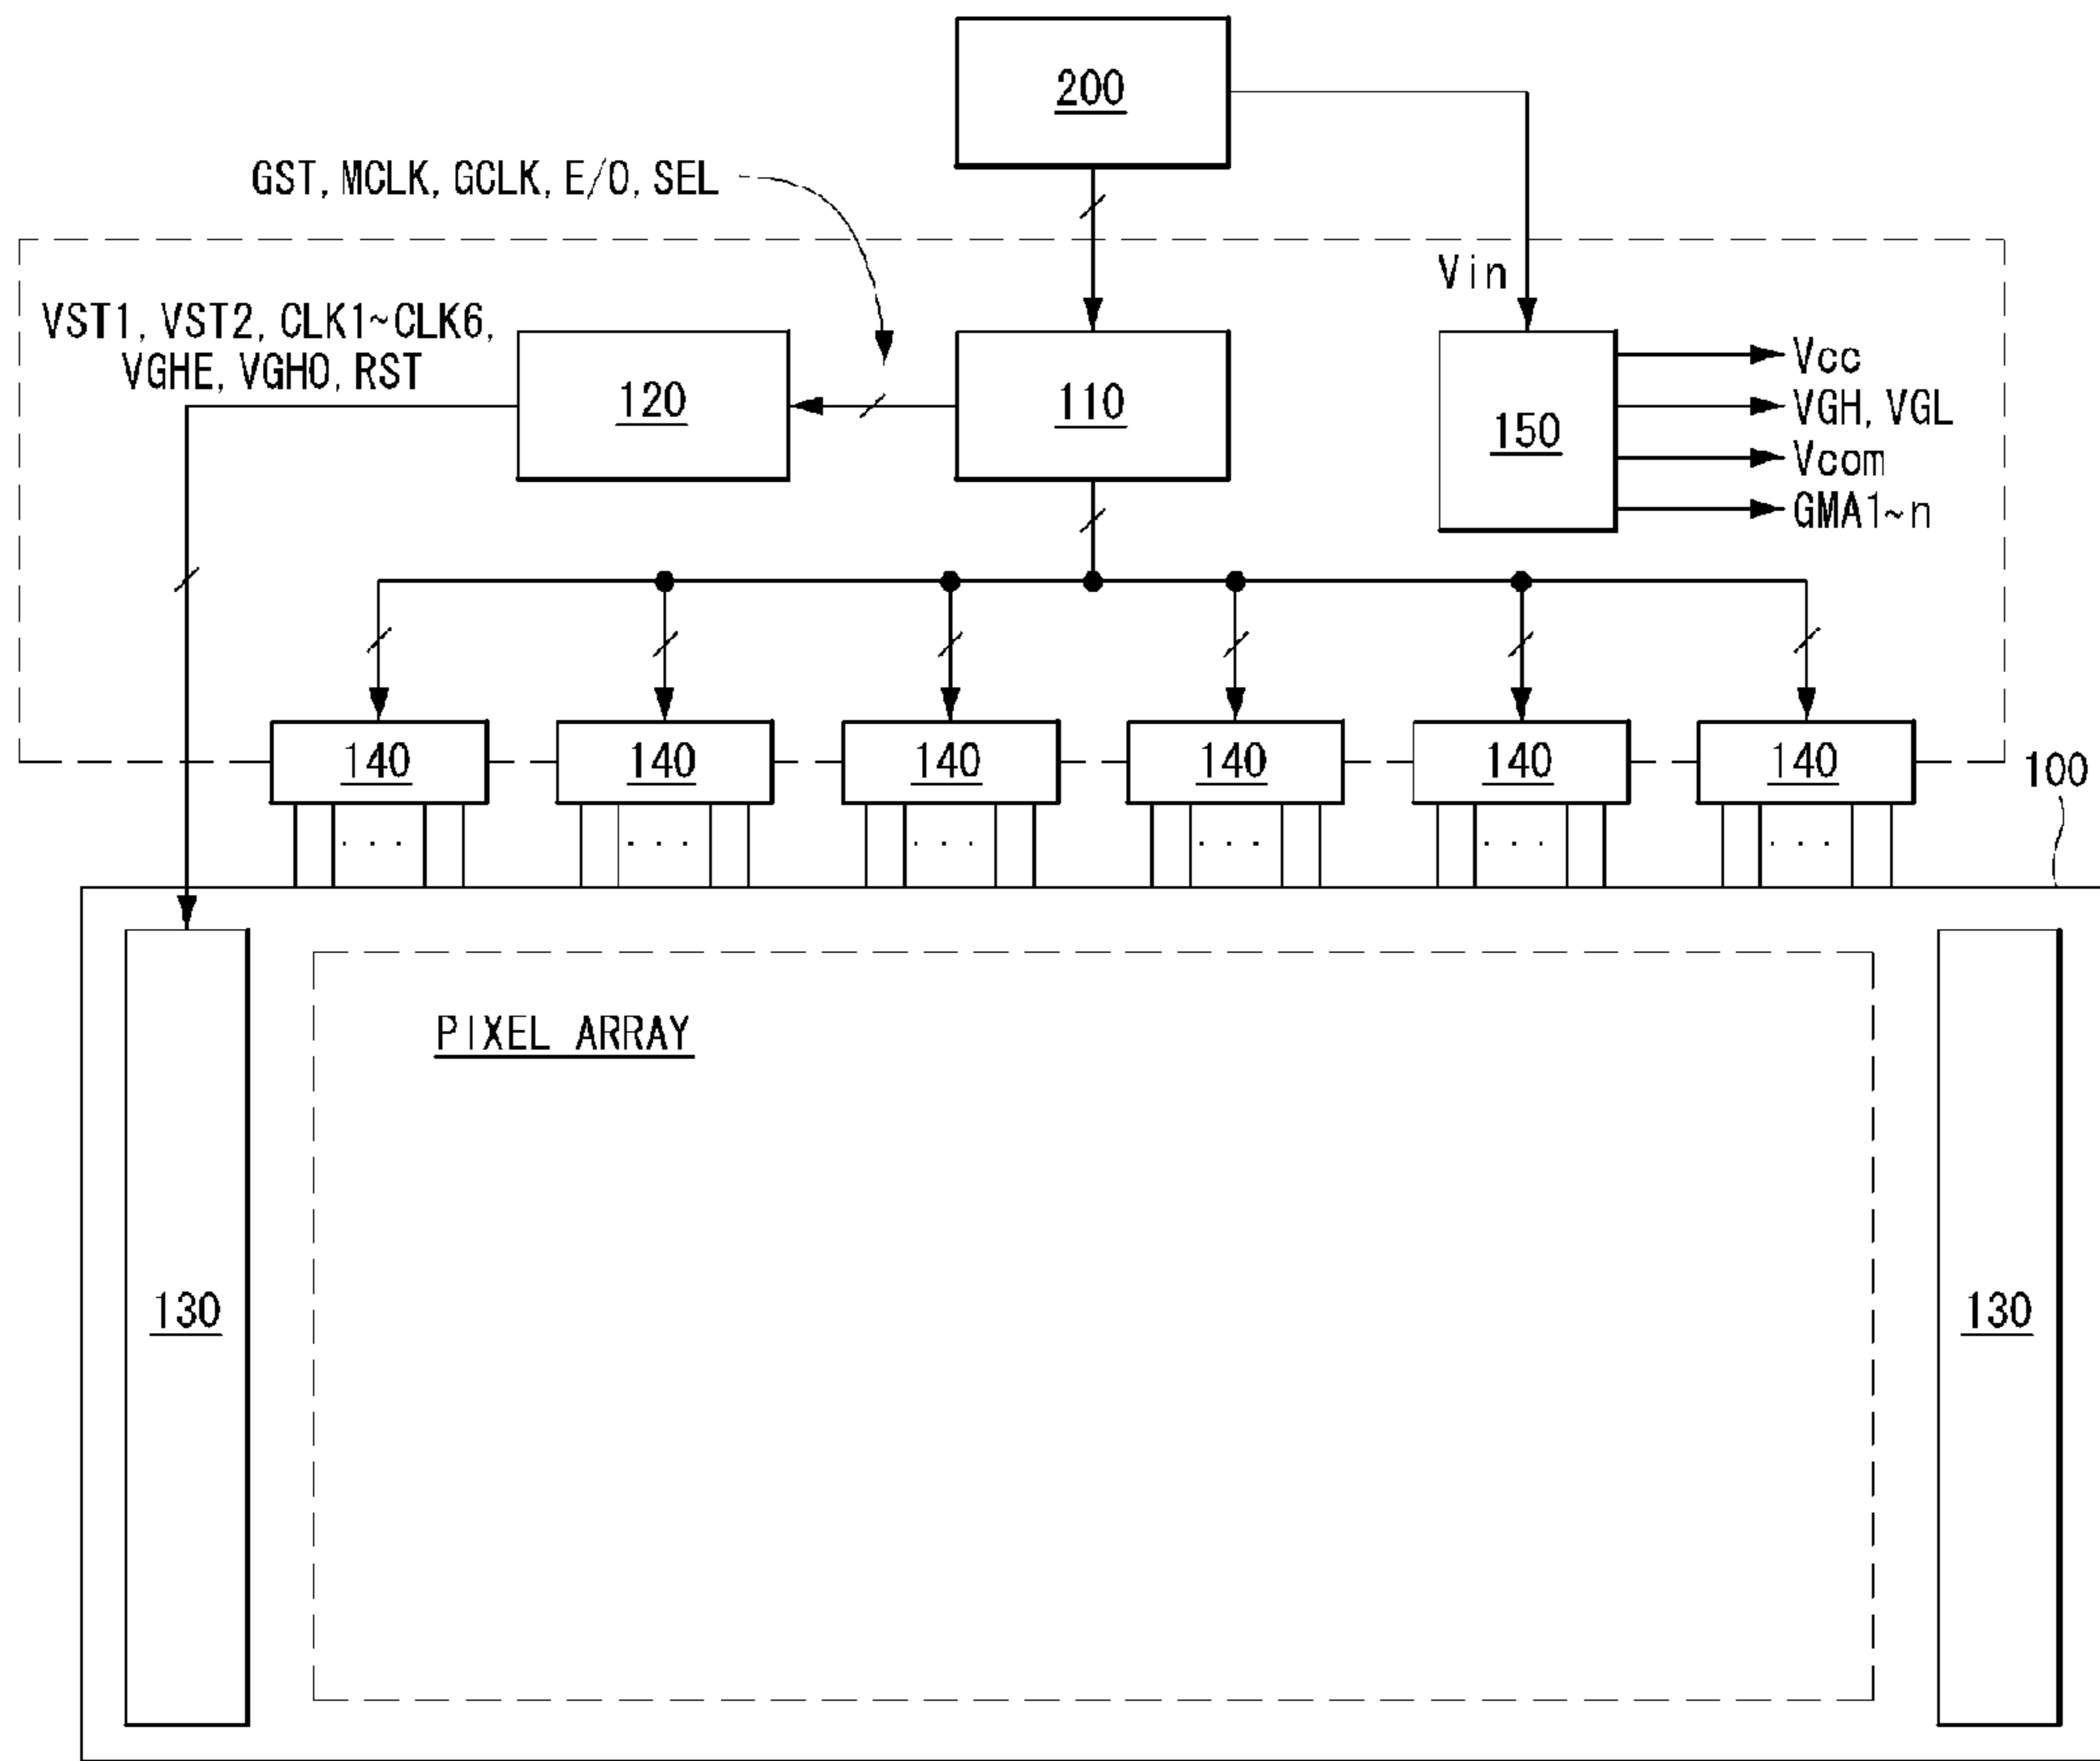 200
GST, MCLK, GCLK, E/O, SEL
Vin
VST1, VST2, CLK1~CLK6,
VGHE, VGHO, RST
120
110
150
Vcc
VGH, VGL
Vcom
GMA1~n
140 140 140 140 140 140
100
. . . . . . . . . . . . . . . . . .
PIXEL ARRAY
130
130